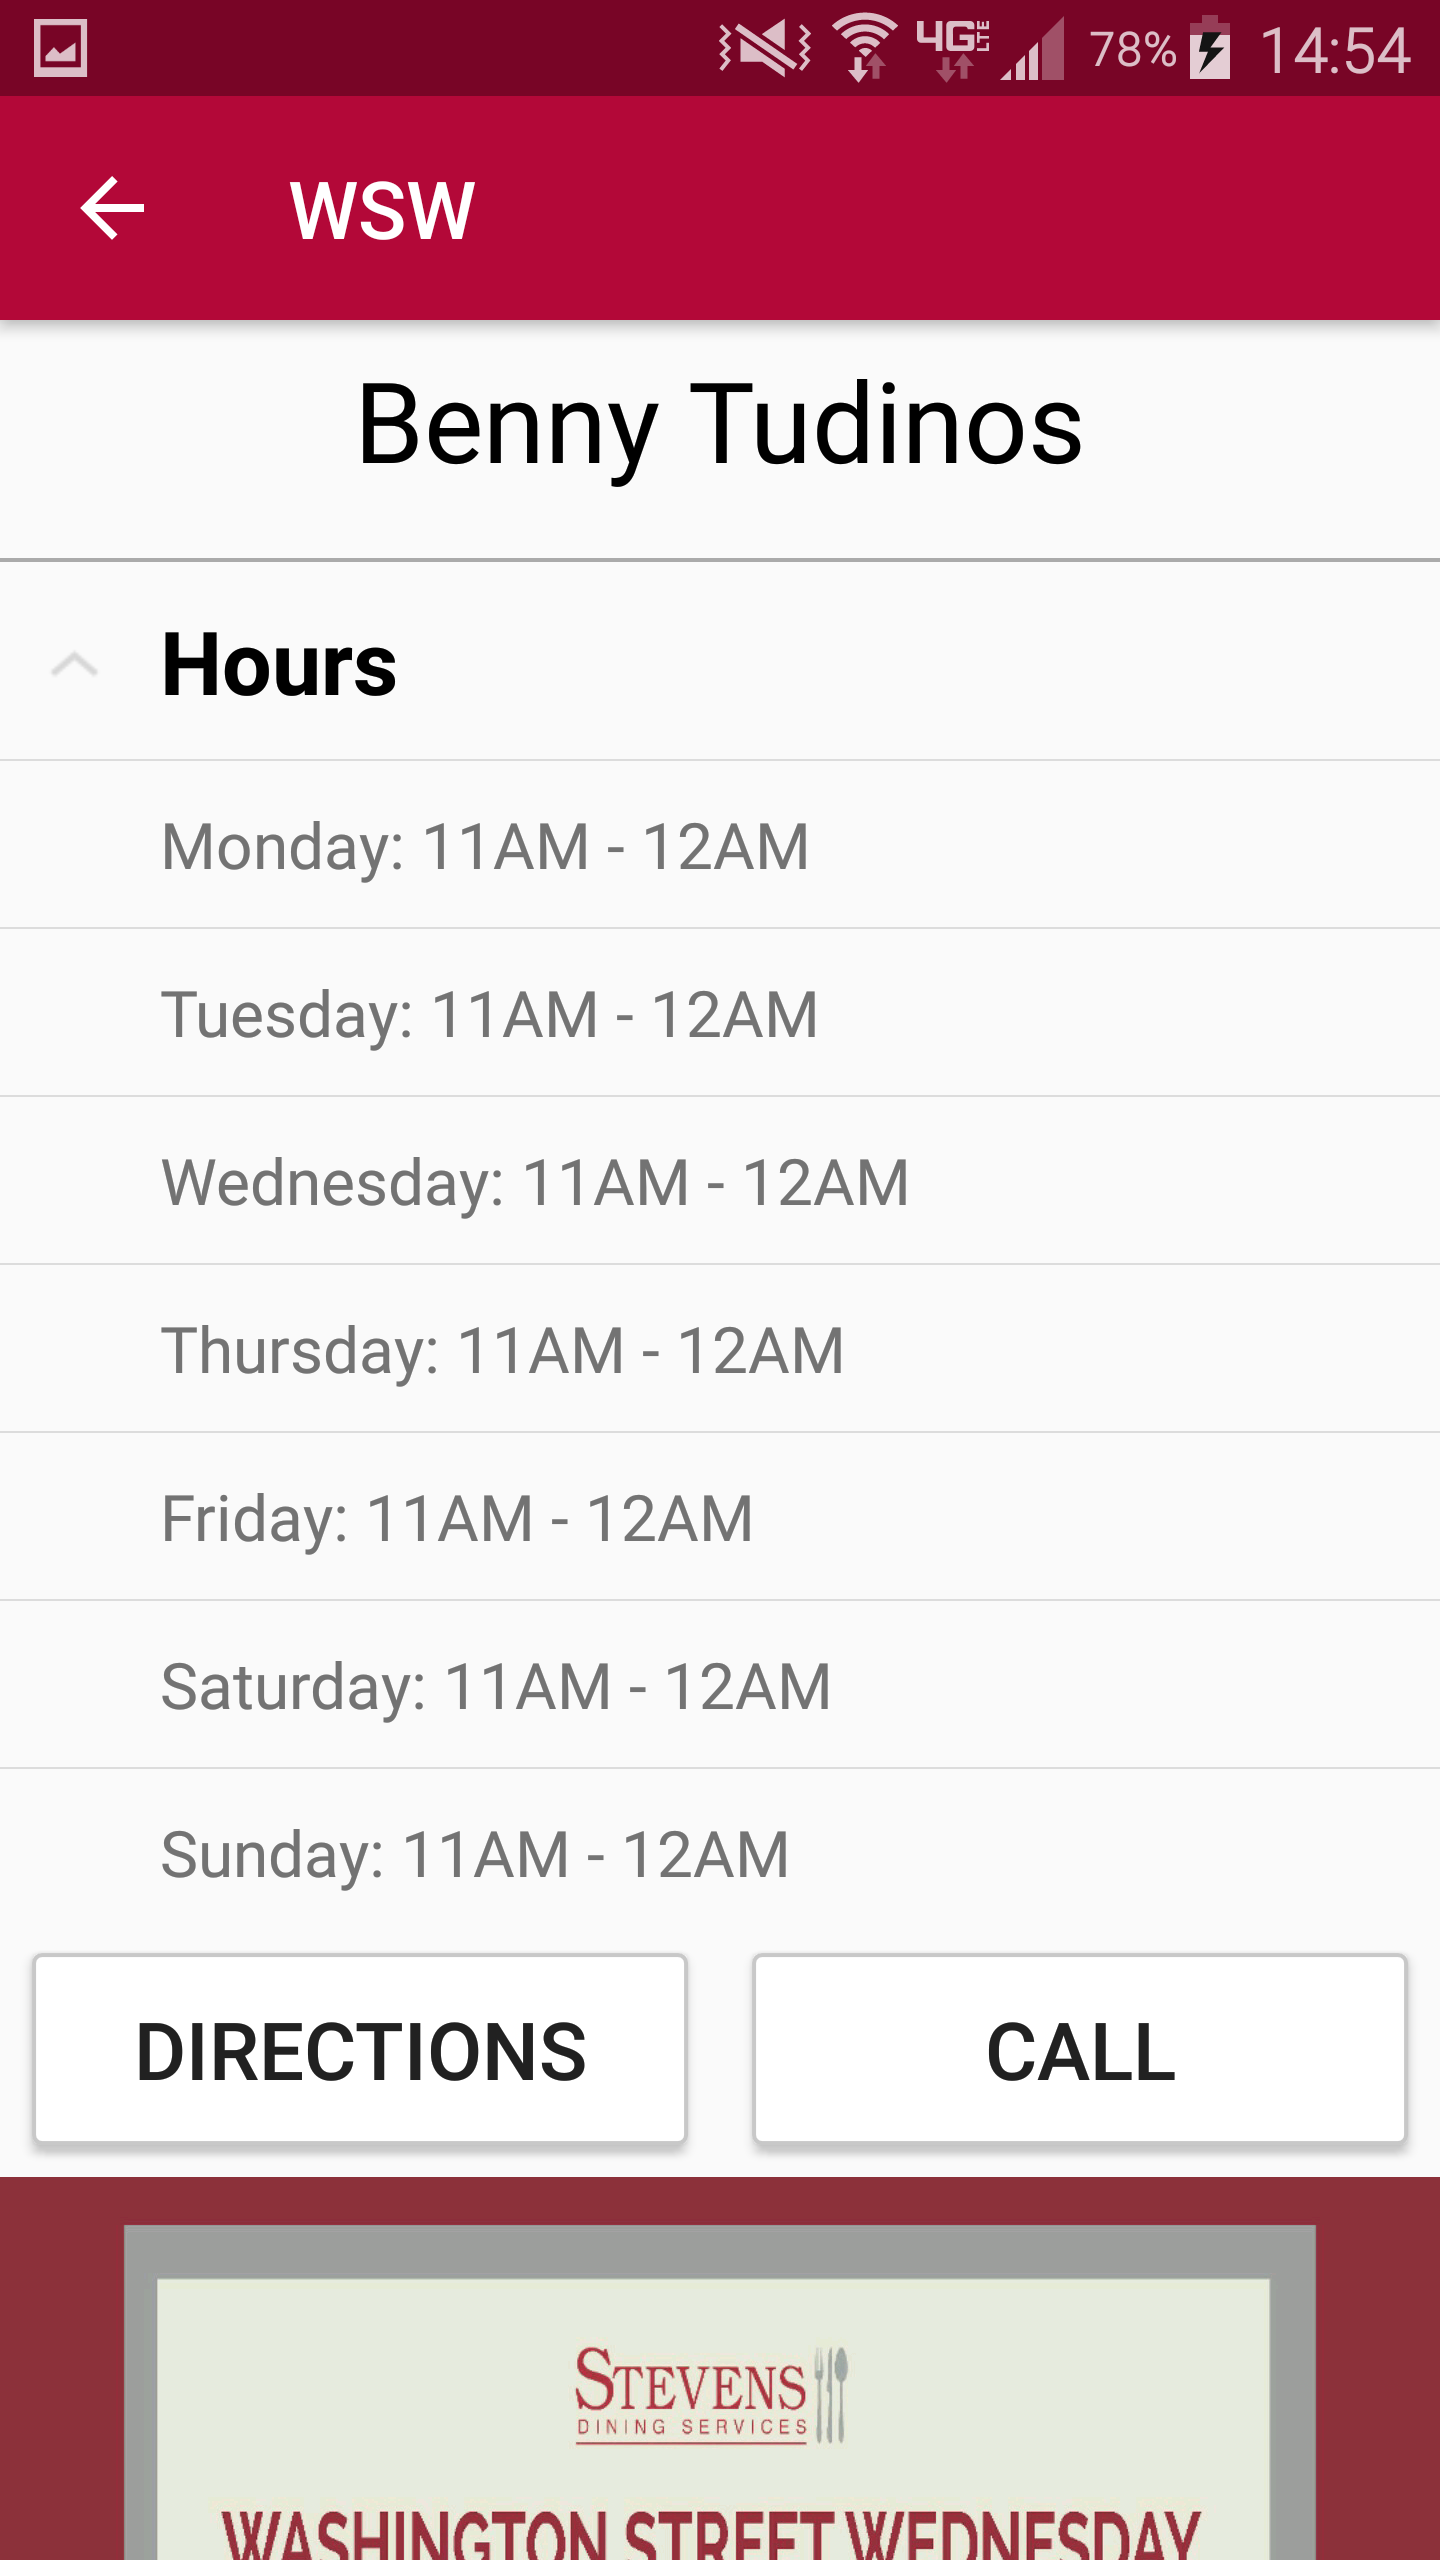 4G LTE 78% 14:54
WSW
Benny Tudinos
Hours
Monday: 11AM - 12AM
Tuesday: 11AM - 12AM
Wednesday: 11AM - 12AM
Thursday: 11AM - 12AM
Friday: 11AM - 12AM
Saturday: 11AM - 12AM
Sunday: 11AM - 12AM
DIRECTIONS CALL
STEVENS
DINING SERVICES
WASHINGTON STREET WEDNESDAY